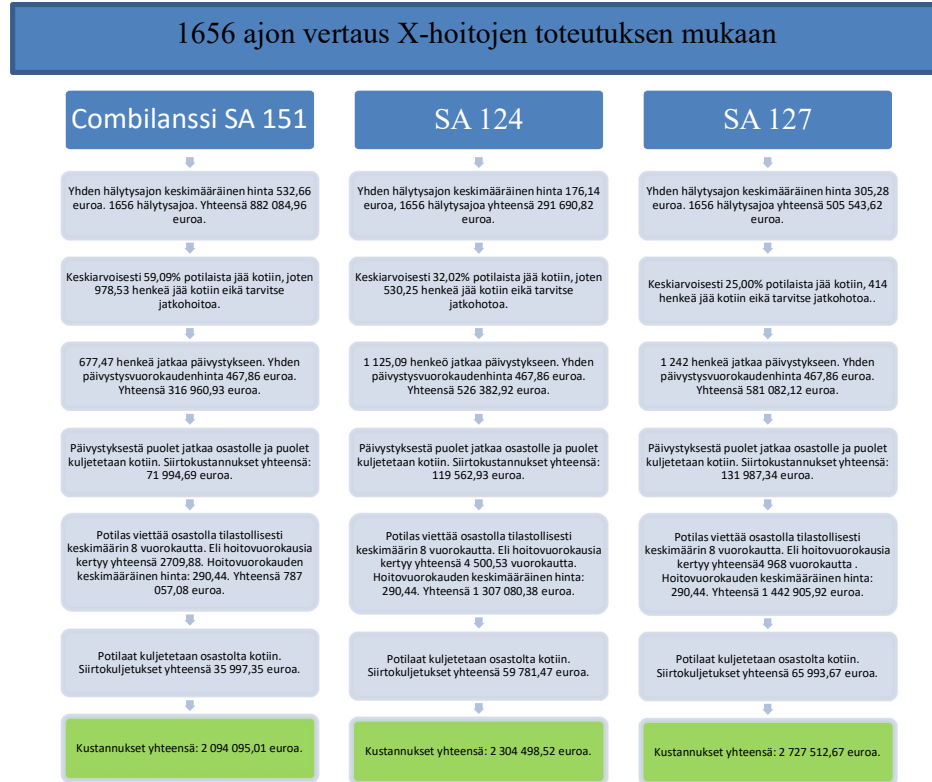 1656 ajon vertaus X-hoitojen toteutuksen mukaan
Combilanssi SA 151
Yhden hälytysajon keskimääräinen hinta 532,66
euroa. 1656 hälytysajoa. Yhteensä 882 084,96
euroa.
Keskiarvoisesti 59,09% potilaista jää kotiin, joten
978,53 henkeä jää kotiin eikä tarvitse
jatkohoitoa.
677,47 henkeä jatkaa päivystykseen. Yhden
päivystysvuorokaudenhinta 467,86 euroa.
Yhteensä 316 960,93 euroa.
Päivystyksestä puolet jatkaa osastolle ja puolet
kuljetetaan kotiin. Siirtokustannukset yhteensä:
71 994,69 euroa.
Potilas viettää osastolla tilastollisesti
keskimäärin 8 vuorokautta. Eli hoitovuorokausia
kertyy yhteensä 2709,88. Hoitovuorokauden
keskimääräinen hinta: 290,44. Yhteensä 787
057,08 euroa.
Potilaat kuljetetaan osastolta kotiin.
Siirtokuljetukset yhteensä 35 997,35 euroa.
Kustannukset yhteensä: 2 094 095,01 euroa.
SA 124
Yhden hälytysajon keskimääräinen hinta 176,14
euroa, 1656 hälytysajoa yhteensä 291 690,82
euroa.
Keskiarvoisesti 32,02% potilaista jää kotiin, joten
530,25 henkeä jää kotiin eikä tarvitse
jatkohotoa.
1 125,09 henkeö jatkaa päivystykseen. Yhden
päivystysvuorokaudenhinta 467,86 euroa.
Yhteensä 526 382,92 euroa.
Päivystyksestä puolet jatkaa osastolle ja puolet
kuljetetaan kotiin. Siirtokustannukset yhteensä:
119 562,93 euroa.
Potilas viettää osastolla tilastollisesti
keskimäärin 8 vuorokautta. Eli hoitovuorokausia
kertyy yhteensä 4 500,53 vuorokautta.
Hoitovuorokauden keskimääräinen hinta:
290,44. Yhteensä 1 307 080,38 euroa.
Potilaat kuljetetaan osastolta kotiin.
Siirtokuljetukset yhteensä 59 781,47 euroa.
Kustannukset yhteensä: 2 304 498,52 euroa.
SA 127
Yhden hälytysajon keskimääräinen hinta 305,28
euroa. 1656 hälytysajoa yhteensä 505 543,62
euroa.
Keskiarvoisesti 25,00% potilaista jää kotiin, 414
henkeä jää kotiin eikä tarvitse jatkohotoa..
1 242 henkeä jatkaa päivystykseen. Yhden
päivystysvuorokaudenhinta 467,86 euroa.
Yhteensä 581 082,12 euroa.
Päivystyksestä puolet jatkaa osastolle ja puolet
kuljetetaan kotiin. Siirtokustannukset yhteensä:
131 987,34 euroa.
Potilas viettää osastolla tilastollisesti
keskimäärin 8 vuorokautta. Eli hoitovuorokausia
kertyy yhteensä4 968 vuorokautta .
Hoitovuorokauden keskimääräinen hinta:
290,44. Yhteensä 1 442 905,92 euroa.
Potilaat kuljetetaan osastolta kotiin.
Siirtokuljetukset yhteensä 65 993,67 euroa.
Kustannukset yhteensä: 2 727 512,67 euroa.